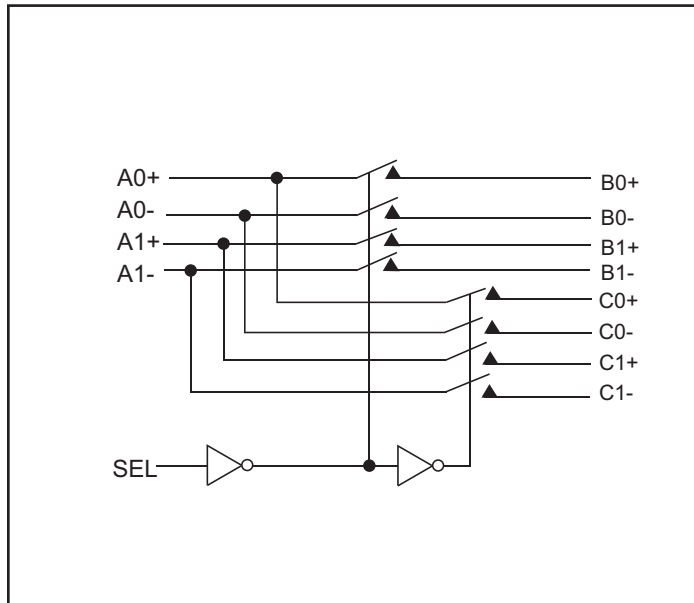 A0+
A0-
A1+
A1-
B0+
B0-
B1+
B1-
C0+
C0-
C1+
C1-
SEL